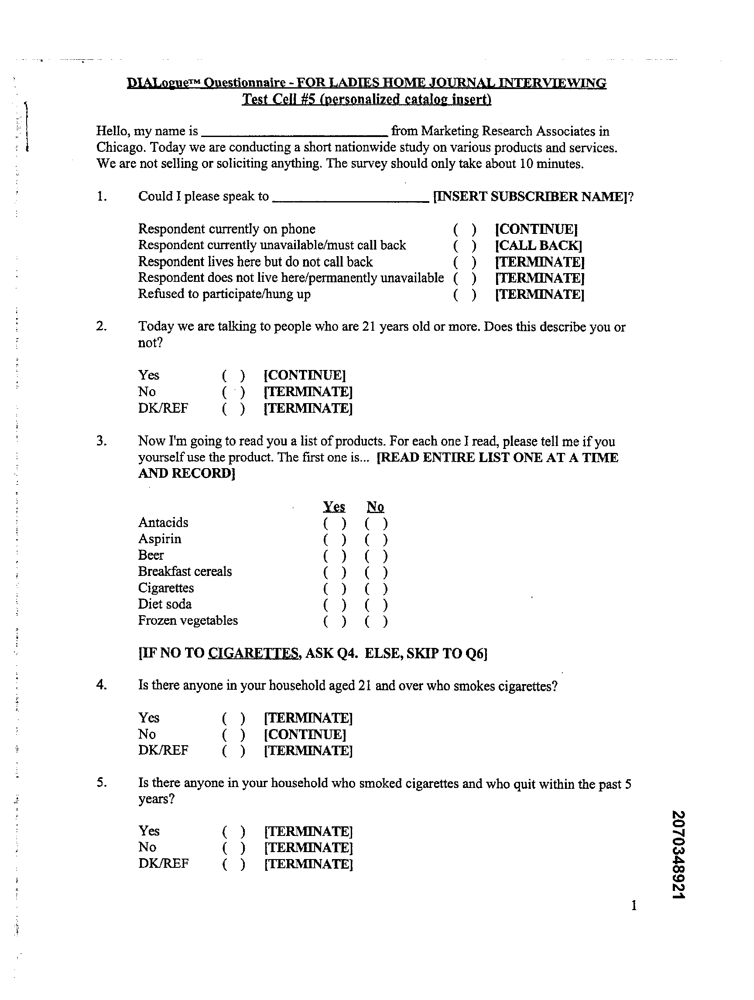 DIALogue™ Questionnaire - FOR LADIES HOME JOURNAL INTERVIEWING
Test Cell #5 (personalized catalog insert)
Hello, my name is ____________________________ from Marketing Research Associates in
Chicago. Today we are conducting a short nationwide study on various products and services.
We are not selling or soliciting anything. The survey should only take about 10 minutes.
1. Could I please speak to ________________________ [INSERT SUBSCRIBER NAME]?
Respondent currently on phone ( ) [CONTINUE]
Respondent currently unavailable/must call back ( ) [CALL BACK]
Respondent lives here but do not call back ( ) [TERMINATE]
Respondent does not live here/permanently unavailable ( ) [TERMINATE]
Refused to participate/hung up ( ) [TERMINATE]
2. Today we are talking to people who are 21 years old or more. Does this describe you or
not?
Yes ( ) [CONTINUE]
No ( ) [TERMINATE]
DK/REF ( ) [TERMINATE]
3. Now I'm going to read you a list of products. For each one I read, please tell me if you
yourself use the product. The first one is... [READ ENTIRE LIST ONE AT A TIME
AND RECORD]
Yes No
Antacids ( ) ( )
Aspirin ( ) ( )
Beer ( ) ( )
Breakfast cereals ( ) ( )
Cigarettes ( ) ( )
Diet soda ( ) ( )
Frozen vegetables ( ) ( )
[IF NO TO CIGARETTES, ASK Q4. ELSE, SKIP TO Q6]
4. Is there anyone in your household aged 21 and over who smokes cigarettes?
Yes ( ) [TERMINATE]
No ( ) [CONTINUE]
DK/REF ( ) [TERMINATE]
5. Is there anyone in your household who smoked cigarettes and who quit within the past 5
years?
Yes ( ) [TERMINATE]
No ( ) [TERMINATE]
DK/REF ( ) [TERMINATE]
2070348921
1